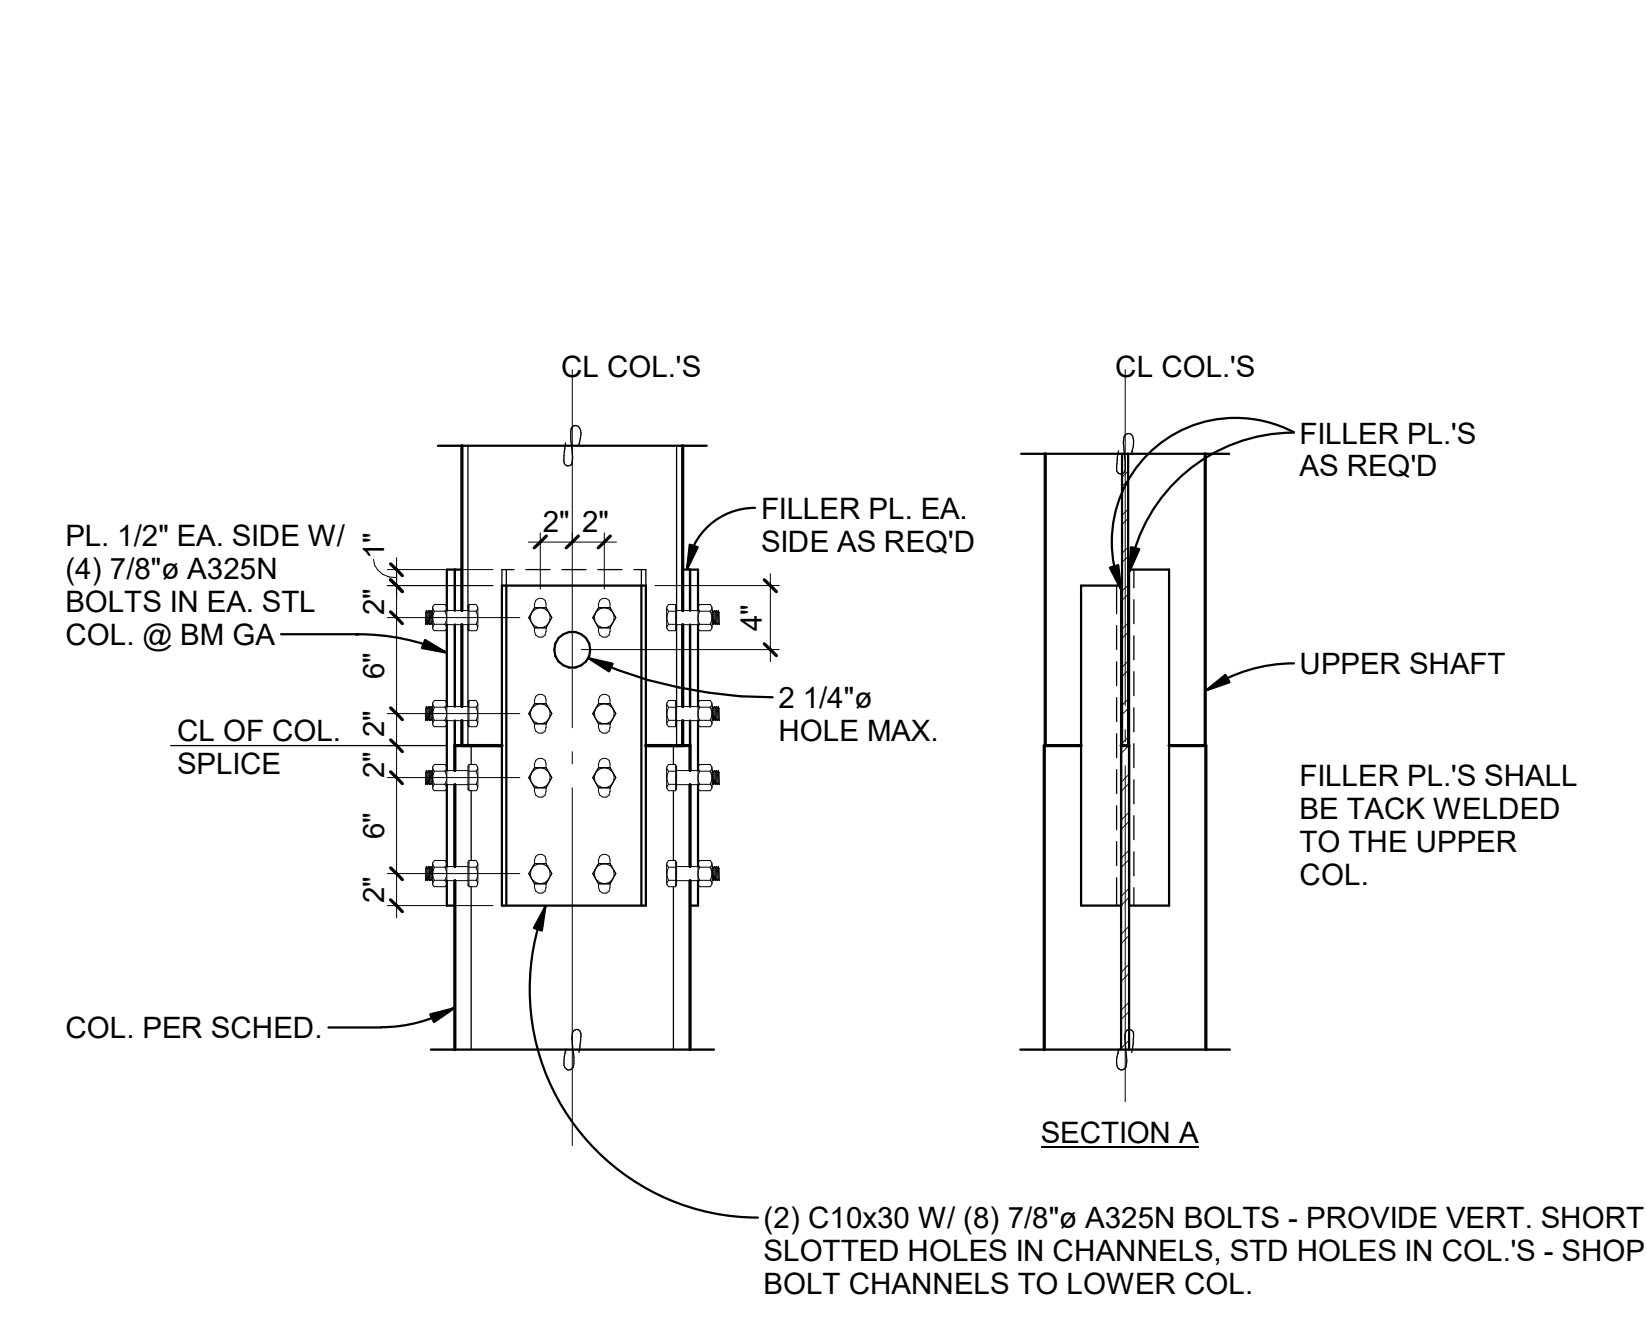 CL COL.'S
CL COL.'S
FILLER PL.'S
AS REQ'D
FILLER PL. EA.
SIDE AS REQ'D
PL. 1/2" EA. SIDE W/
(4) 7/8"ø A325N
BOLTS IN EA. STL
COL. @ BM GA
2" 2"
1"
2"
6"
2"
2"
6"
2"
4"
2 1/4"ø
HOLE MAX.
UPPER SHAFT
CL OF COL.
SPLICE
FILLER PL.'S SHALL
BE TACK WELDED
TO THE UPPER
COL.
COL. PER SCHED.
SECTION A
(2) C10x30 W/ (8) 7/8"ø A325N BOLTS - PROVIDE VERT. SHORT
SLOTTED HOLES IN CHANNELS, STD HOLES IN COL.'S - SHOP
BOLT CHANNELS TO LOWER COL.